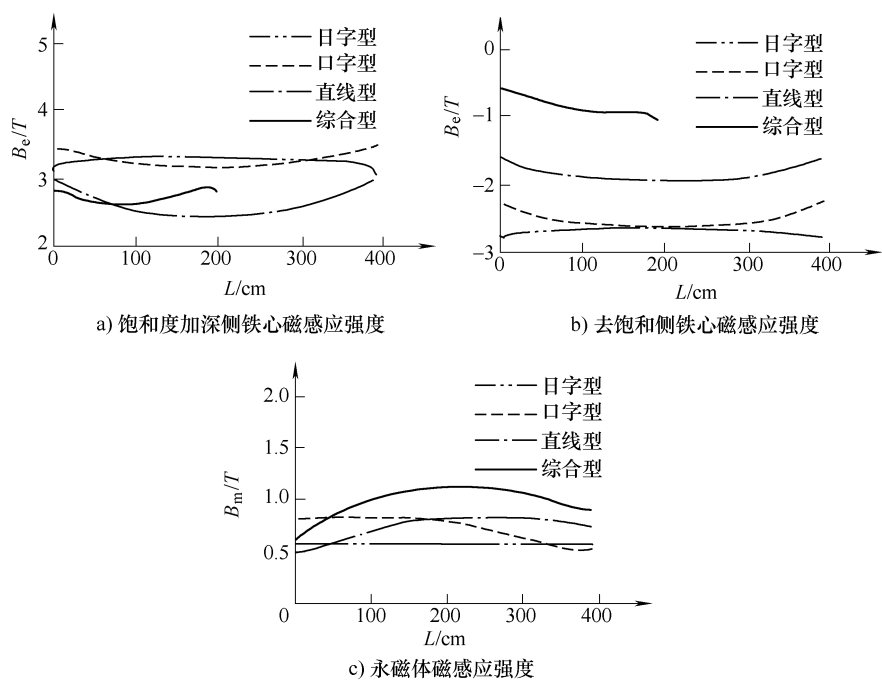 5
4
3
2
Be/T
日字型
口字型
直线型
综合型
0
100
200
300
400
L/cm
a) 饱和度加深侧铁心磁感应强度
0
−1
−2
−3
Be/T
日字型
口字型
直线型
综合型
0
100
200
300
400
L/cm
b) 去饱和侧铁心磁感应强度
2.0
1.5
1.0
0.5
Bm/T
日字型
口字型
直线型
综合型
0
100
200
300
400
L/cm
c) 永磁体磁感应强度